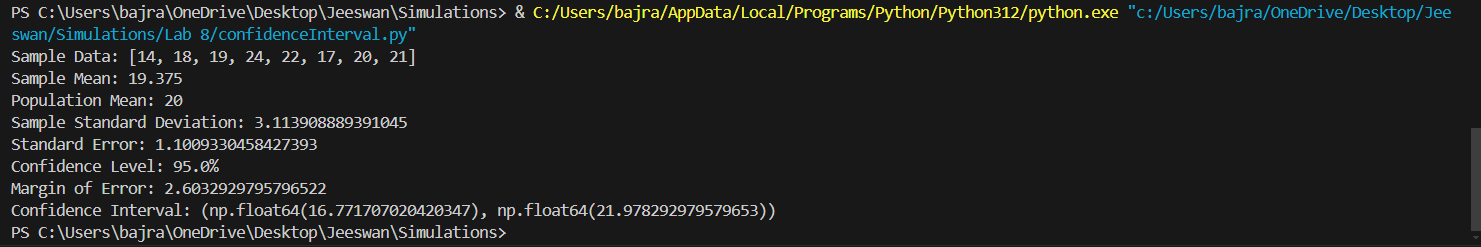 PS C:\Users\bajra\OneDrive\Desktop\Jeeswan\Simulations> & C:/Users/bajra/AppData/Local/Programs/Python/Python312/python.exe "c:/Users/bajra/OneDrive/Desktop/Jee
swan/Simulations/Lab 8/confidenceInterval.py"
Sample Data: [14, 18, 19, 24, 22, 17, 20, 21]
Sample Mean: 19.375
Population Mean: 20
Sample Standard Deviation: 3.113908889391045
Standard Error: 1.1009330458427393
Confidence Level: 95.0%
Margin of Error: 2.6032929795796522
Confidence Interval: (np.float64(16.771707020420347), np.float64(21.978292979579653))
PS C:\Users\bajra\OneDrive\Desktop\Jeeswan\Simulations>